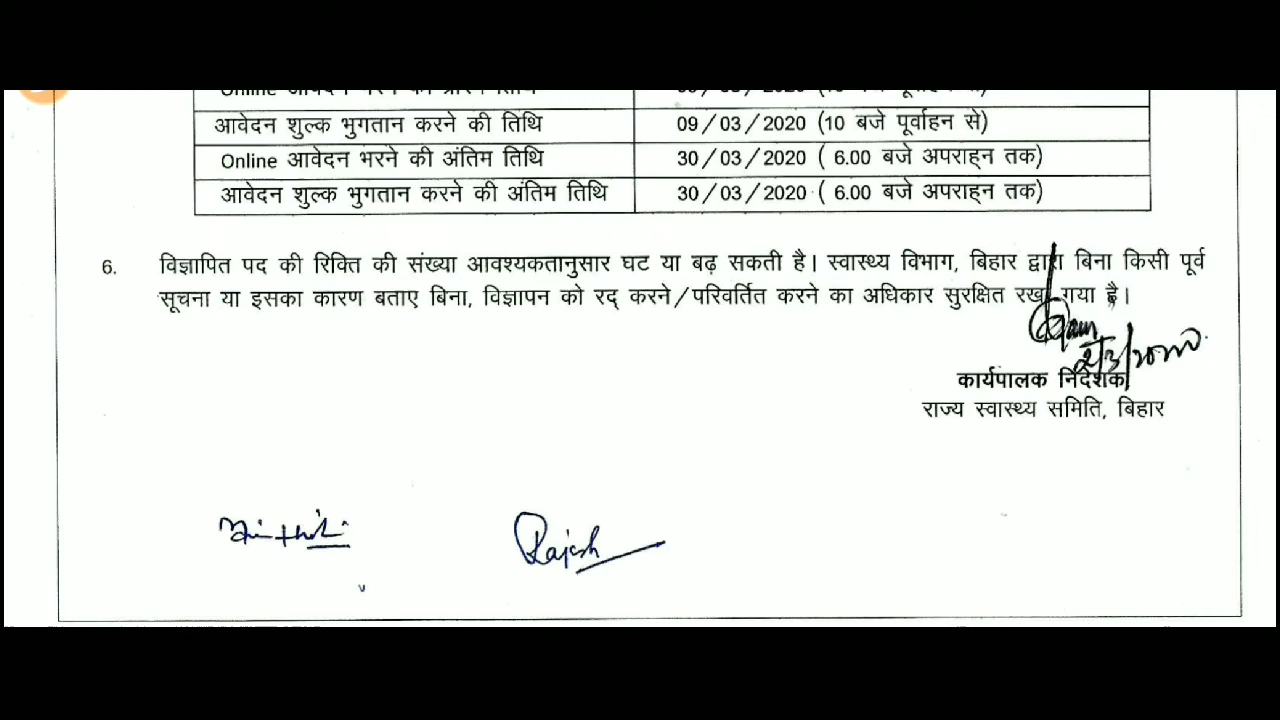 आवेदन शुल्क भुगतान करने की तिथि 09/03/2020 (10 बजे पूर्वाहन से)
Online आवेदन भरने की अंतिम तिथि 30/03/2020 ( 6.00 बजे अपराह्न तक)
आवेदन शुल्क भुगतान करने की अंतिम तिथि 30/03/2020 ( 6.00 बजे अपराह्न तक)
6. विज्ञापित पद की रिक्ति की संख्या आवश्यकतानुसार घट या बढ़ सकती है। स्वास्थ्य विभाग, बिहार द्वारा बिना किसी पूर्व
सूचना या इसका कारण बताए बिना, विज्ञापन को रद् करने/परिवर्तित करने का अधिकार सुरक्षित रखा गया है।
कार्यपालक निदेशक
राज्य स्वास्थ्य समिति, बिहार
Rajesh